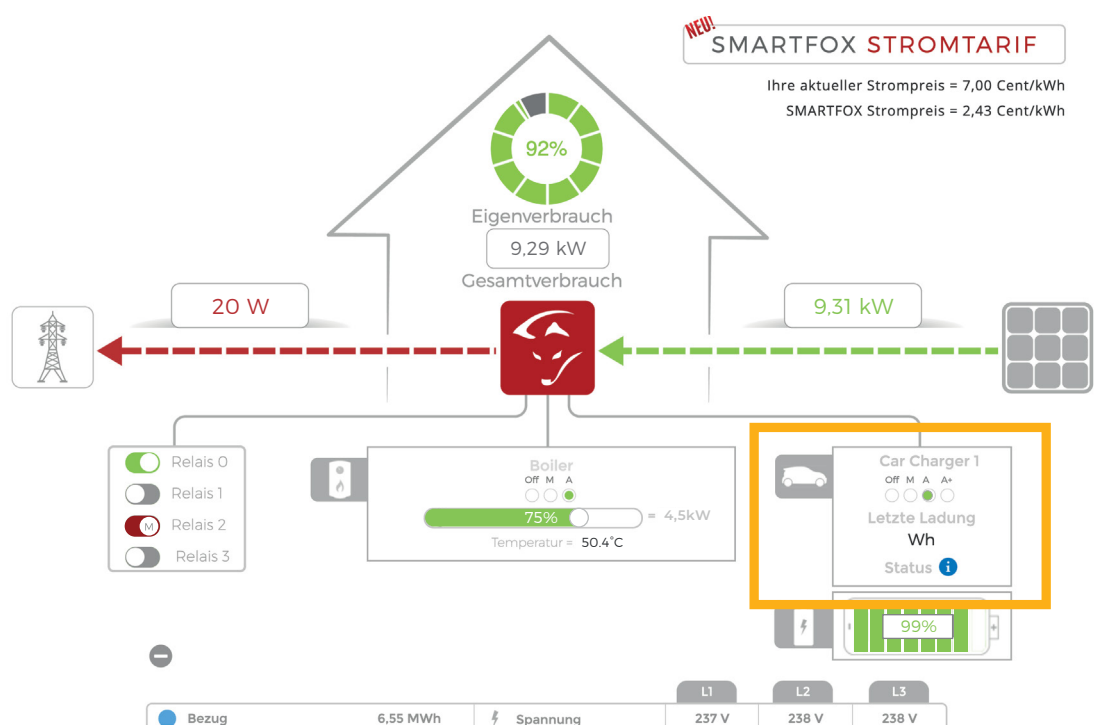 NEU!
SMARTFOX STROMTARIF
Ihre aktueller Strompreis = 7,00 Cent/kWh
SMARTFOX Strompreis = 2,43 Cent/kWh
92%
Eigenverbrauch
9,29 kW
Gesamtverbrauch
20 W
9,31 kW
Relais 0
Relais 1
M Relais 2
Relais 3
Boiler
Off M A
75% = 4,5kW
Temperatur = 50.4°C
Car Charger 1
Off M A A+
Letzte Ladung
Wh
Status i
99%
L1 L2 L3
Bezug 6,55 MWh Spannung 237 V 238 V 238 V